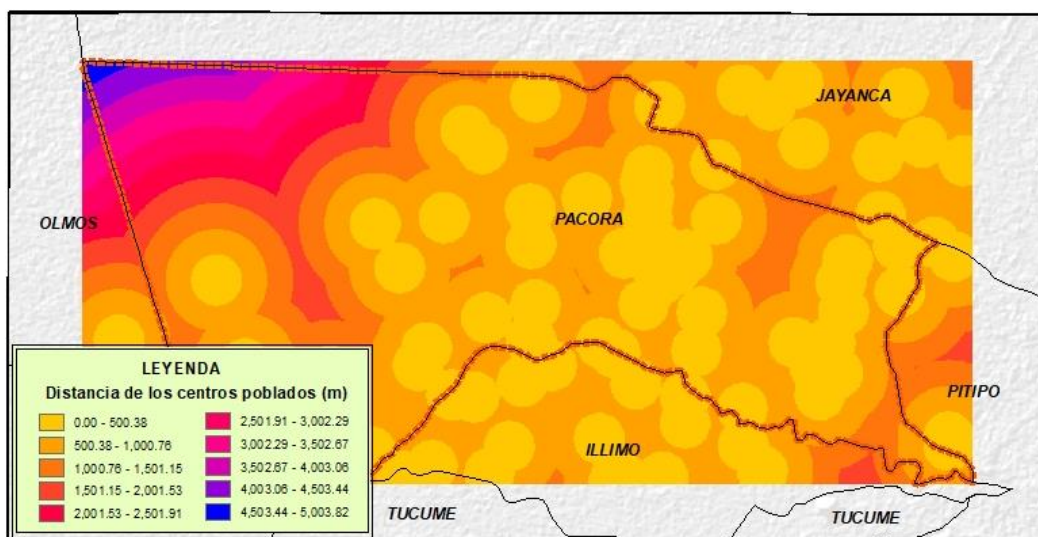 JAYANCA
OLMOS
PACORA
PITIPO
ILLIMO
TUCUME
TUCUME
LEYENDA
Distancia de los centros poblados (m)
0.00 - 500.38
500.38 - 1,000.76
1,000.76 - 1,501.15
1,501.15 - 2,001.53
2,001.53 - 2,501.91
2,501.91 - 3,002.29
3,002.29 - 3,502.67
3,502.67 - 4,003.06
4,003.06 - 4,503.44
4,503.44 - 5,003.82